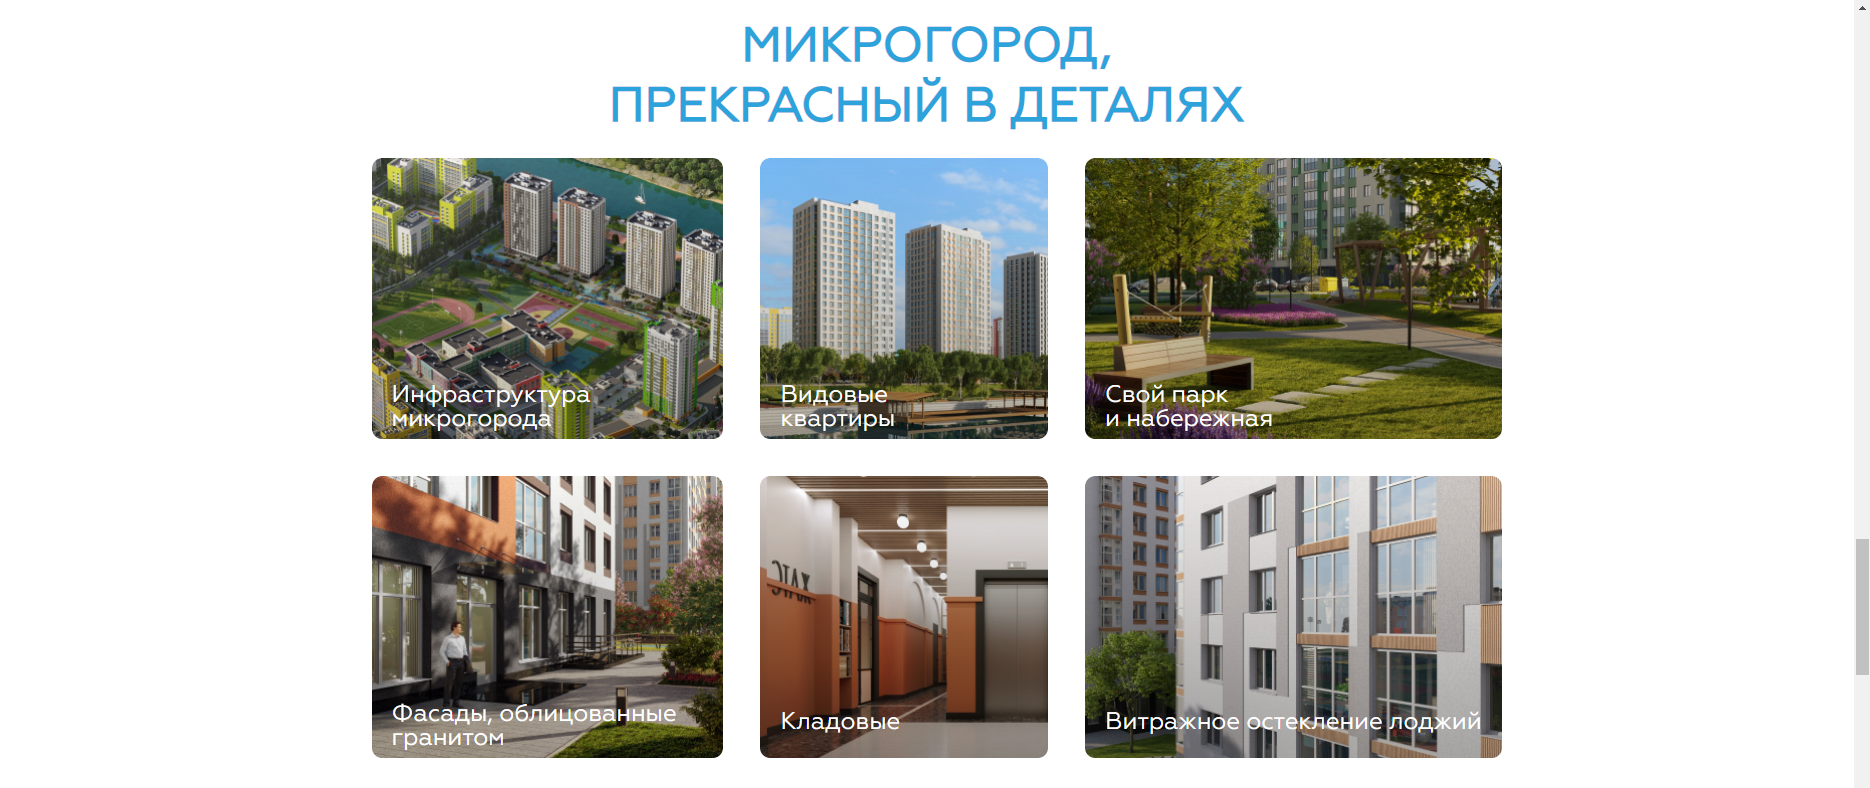 МИКРОГОРОД,
ПРЕКРАСНЫЙ В ДЕТАЛЯХ
Инфраструктура
микрогорода
Видовые
квартиры
Свой парк
и набережная
Фасады, облицованные
гранитом
ЭТАЖ
Кладовые
Витражное остекление лоджий